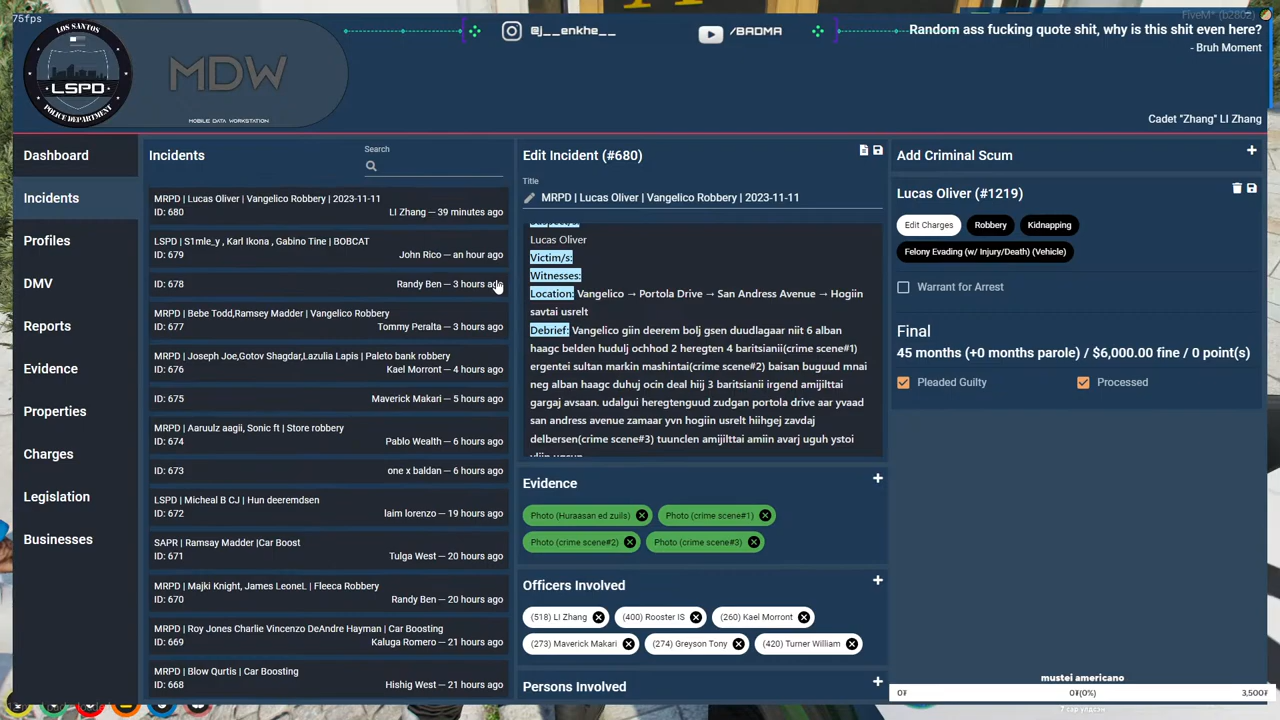 75fps
FiveM* (b2802)
LOS SANTOS
LSPD
POLICE DEPARTMENT
MDW
MOBILE DATA WORKSTATION
@j__enkhe__
/BADMA
Random ass fucking quote shit, why is this shit even here?
- Bruh Moment
Cadet "Zhang" LI Zhang
Dashboard
Incidents
Profiles
DMV
Reports
Evidence
Properties
Charges
Legislation
Businesses
Incidents
Search
MRPD | Lucas Oliver | Vangelico Robbery | 2023-11-11
ID: 680 LI Zhang — 39 minutes ago
LSPD | S1mle_y , Karl Ikona , Gabino Tine | BOBCAT
ID: 679 John Rico — an hour ago
ID: 678 Randy Ben — 3 hours ago
MRPD | Bebe Todd,Ramsey Madder | Vangelico Robbery
ID: 677 Tommy Peralta — 3 hours ago
MRPD | Joseph Joe,Gotov Shagdar,Lazulia Lapis | Paleto bank robbery
ID: 676 Kael Morront — 4 hours ago
ID: 675 Maverick Makari — 5 hours ago
MRPD | Aaruulz aagii, Sonic ft | Store robbery
ID: 674 Pablo Wealth — 6 hours ago
ID: 673 one x baldan — 6 hours ago
LSPD | Micheal B CJ | Hun deeremdsen
ID: 672 laim lorenzo — 19 hours ago
SAPR | Ramsay Madder |Car Boost
ID: 671 Tulga West — 20 hours ago
MRPD | Majki Knight, James LeoneL | Fleeca Robbery
ID: 670 Randy Ben — 20 hours ago
MRPD | Roy Jones Charlie Vincenzo DeAndre Hayman | Car Boosting
ID: 669 Kaluga Romero — 21 hours ago
MRPD | Blow Qurtis | Car Boosting
ID: 668 Hishig West — 21 hours ago
Edit Incident (#680)
Title
MRPD | Lucas Oliver | Vangelico Robbery | 2023-11-11
Lucas Oliver
Victim/s:
Witnesses:
Location: Vangelico → Portola Drive → San Andress Avenue → Hogiin
savtai usrelt
Debrief: Vangelico giin deerem bolj gsen duudlagaar niit 6 alban
haagc belden hudulj ochhod 2 heregten 4 baritsianii(crime scene#1)
ergentei sultan markin mashintai(crime scene#2) baisan buguud mnai
neg alban haagc duhuj ocin deal hiij 3 baritsianii irgend amijilttai
gargaj avsaan. udalgui heregtenguud zudgan portola drive aar yvaad
san andress avenue zamaar yvn hogiin usrelt hiihgej zavdaj
delbersen(crime scene#3) tuunclen amijilttai amiin avarj uguh ystoi
Evidence
Photo (Huraasan ed zuils)
Photo (crime scene#1)
Photo (crime scene#2)
Photo (crime scene#3)
Officers Involved
(518) LI Zhang
(400) Rooster IS
(260) Kael Morront
(273) Maverick Makari
(274) Greyson Tony
(420) Turner William
Persons Involved
Add Criminal Scum
Lucas Oliver (#1219)
Edit Charges
Robbery
Kidnapping
Felony Evading (w/ Injury/Death) (Vehicle)
Warrant for Arrest
Final
45 months (+0 months parole) / $6,000.00 fine / 0 point(s)
Pleaded Guilty
Processed
mustei americano
0₮ 0₮(0%) 3,500₮
7 сар үлдсэн